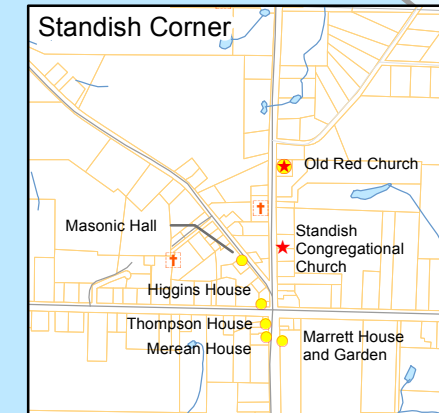 Standish Corner
Old Red Church
Masonic Hall
Standish
Congregational
Church
Higgins House
Thompson House
Merean House
Marrett House
and Garden